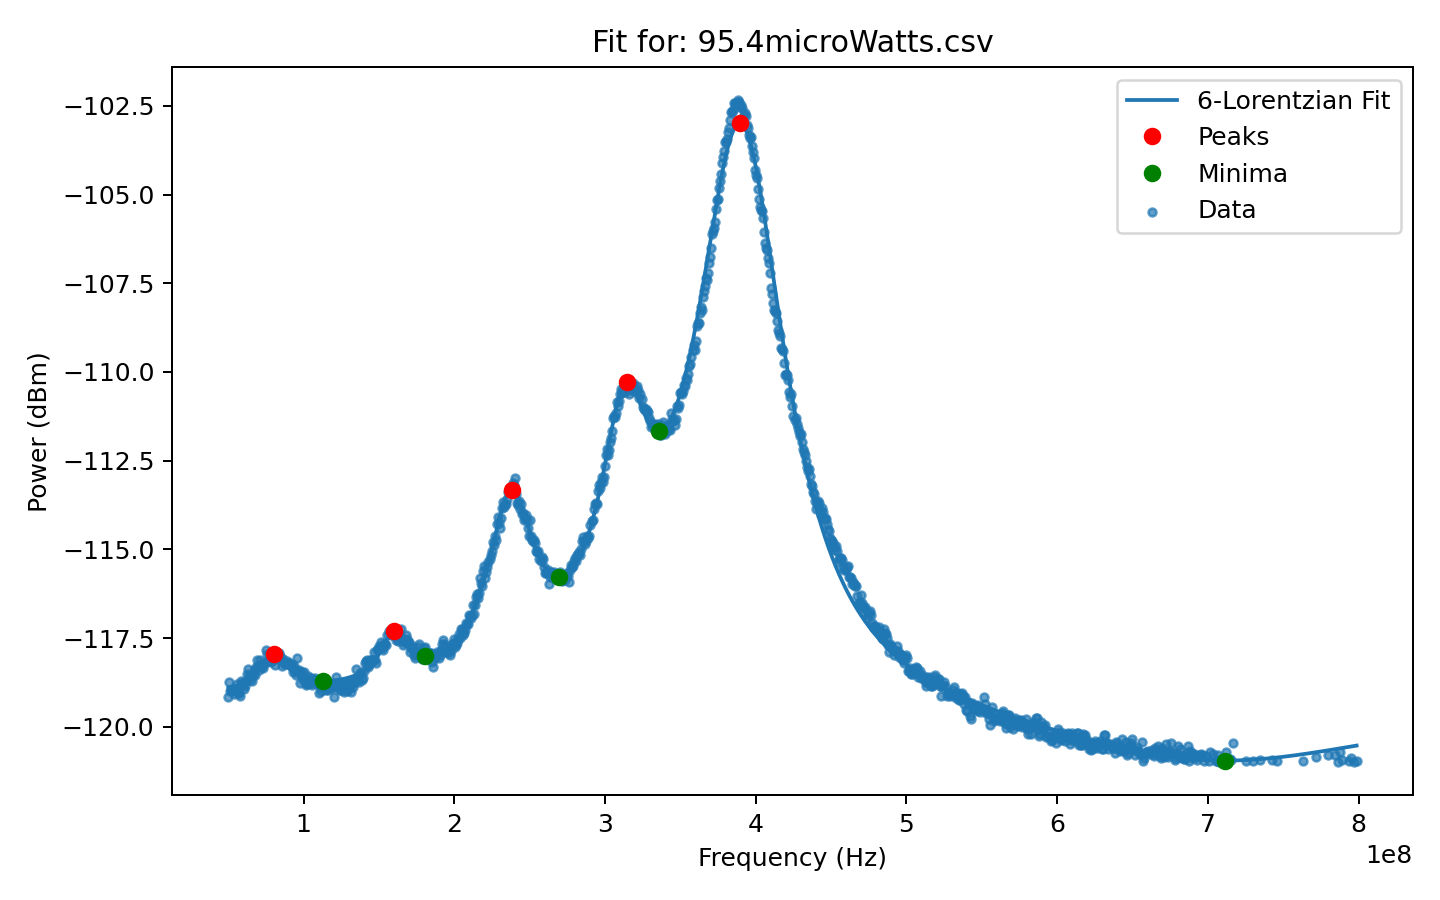 Fit for: 95.4microWatts.csv
6-Lorentzian Fit
Peaks
Minima
Data
Power (dBm)
−102.5
−105.0
−107.5
−110.0
−112.5
−115.0
−117.5
−120.0
1 2 3 4 5 6 7 8
1e8
Frequency (Hz)